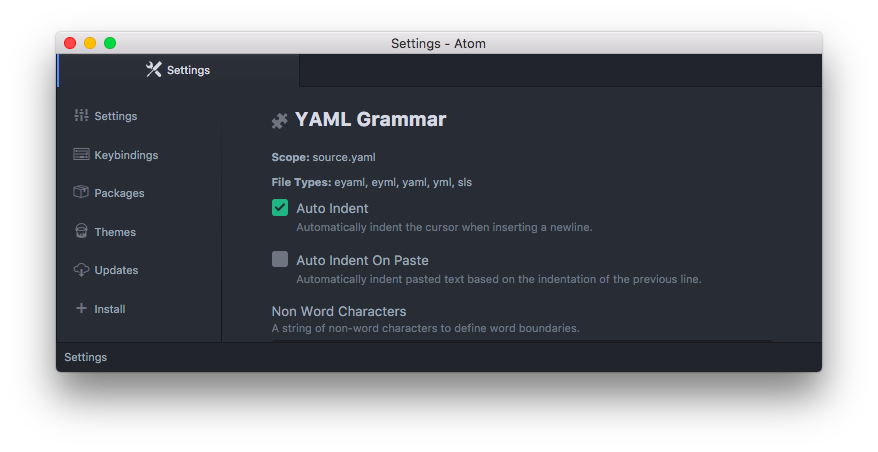 Settings - Atom
Settings
Settings
Keybindings
Packages
Themes
Updates
Install
YAML Grammar
Scope: source.yaml
File Types: eyaml, eyml, yaml, yml, sls
Auto Indent
Automatically indent the cursor when inserting a newline.
Auto Indent On Paste
Automatically indent pasted text based on the indentation of the previous line.
Non Word Characters
A string of non-word characters to define word boundaries.
Settings